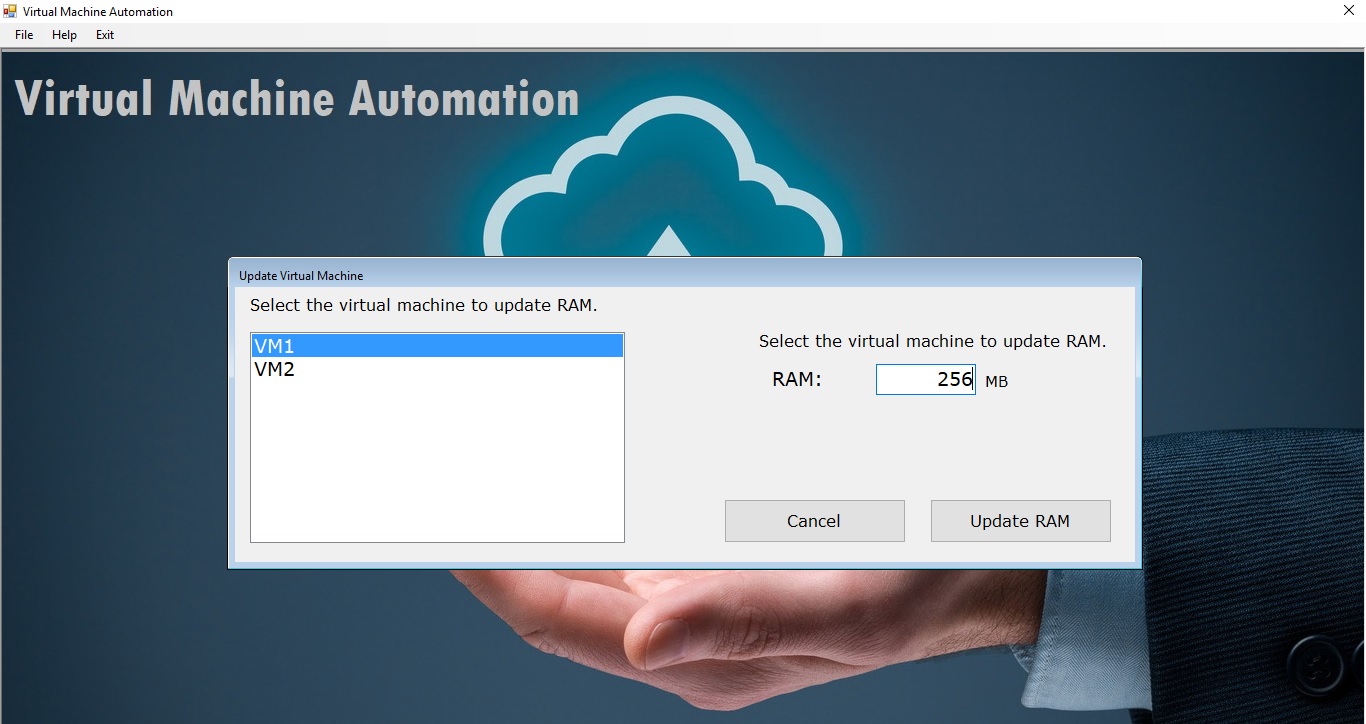 Virtual Machine Automation
File Help Exit
Virtual Machine Automation
Update Virtual Machine
Select the virtual machine to update RAM.
VM1
VM2
Select the virtual machine to update RAM.
RAM: 256 MB
Cancel Update RAM